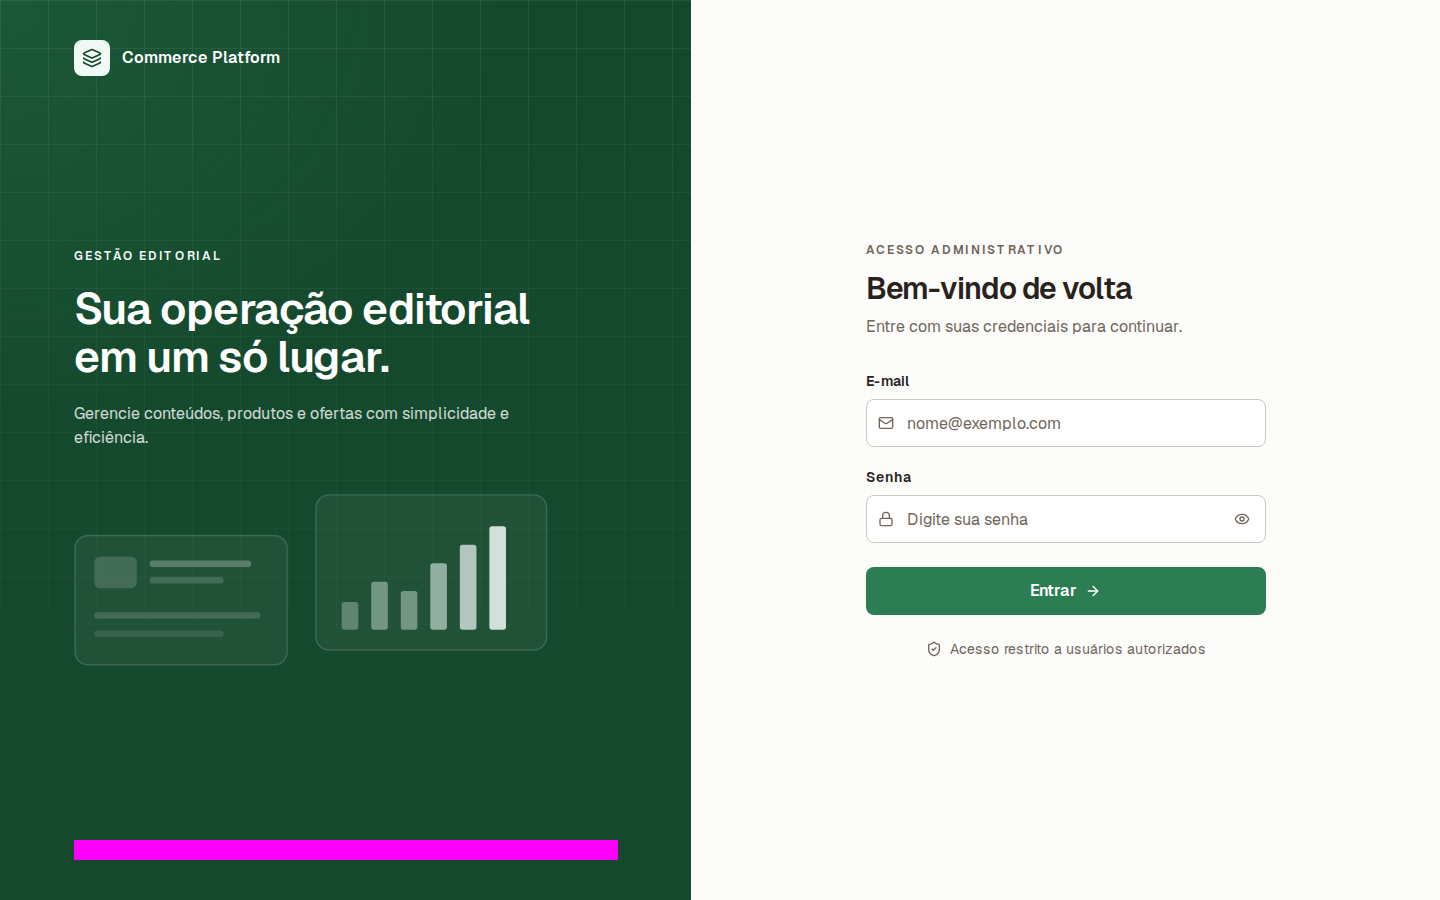 Commerce Platform
GESTÃO EDITORIAL
Sua operação editorial
em um só lugar.
Gerencie conteúdos, produtos e ofertas com simplicidade e
eficiência.
ACESSO ADMINISTRATIVO
Bem-vindo de volta
Entre com suas credenciais para continuar.
E-mail
nome@exemplo.com
Senha
Digite sua senha
Entrar
Acesso restrito a usuários autorizados